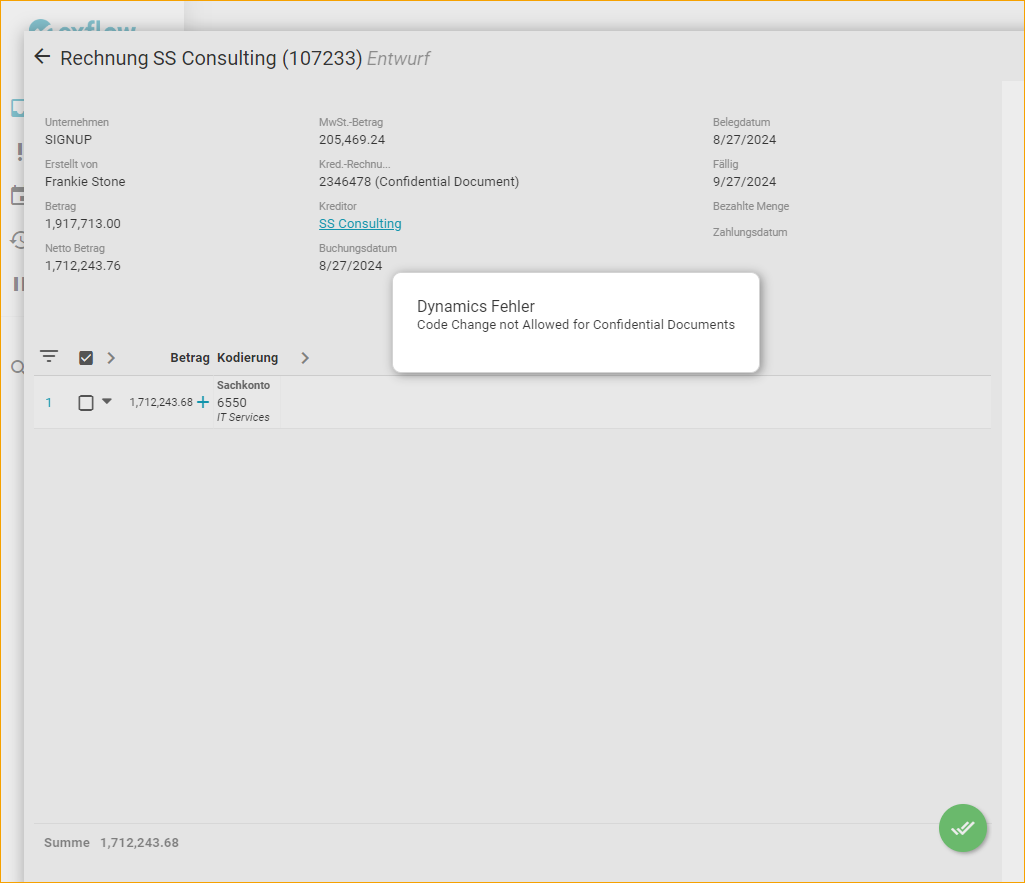 exflow
Rechnung SS Consulting (107233) Entwurf
Unternehmen
SIGNUP
Erstellt von
Frankie Stone
Betrag
1,917,713.00
Netto Betrag
1,712,243.76
MwSt.-Betrag
205,469.24
Kred.-Rechnu...
2346478 (Confidential Document)
Kreditor
SS Consulting
Buchungsdatum
8/27/2024
Belegdatum
8/27/2024
Fällig
9/27/2024
Bezahlte Menge
Zahlungsdatum
Dynamics Fehler
Code Change not Allowed for Confidential Documents
Betrag Kodierung
Sachkonto
1 1,712,243.68 6550
IT Services
Summe 1,712,243.68